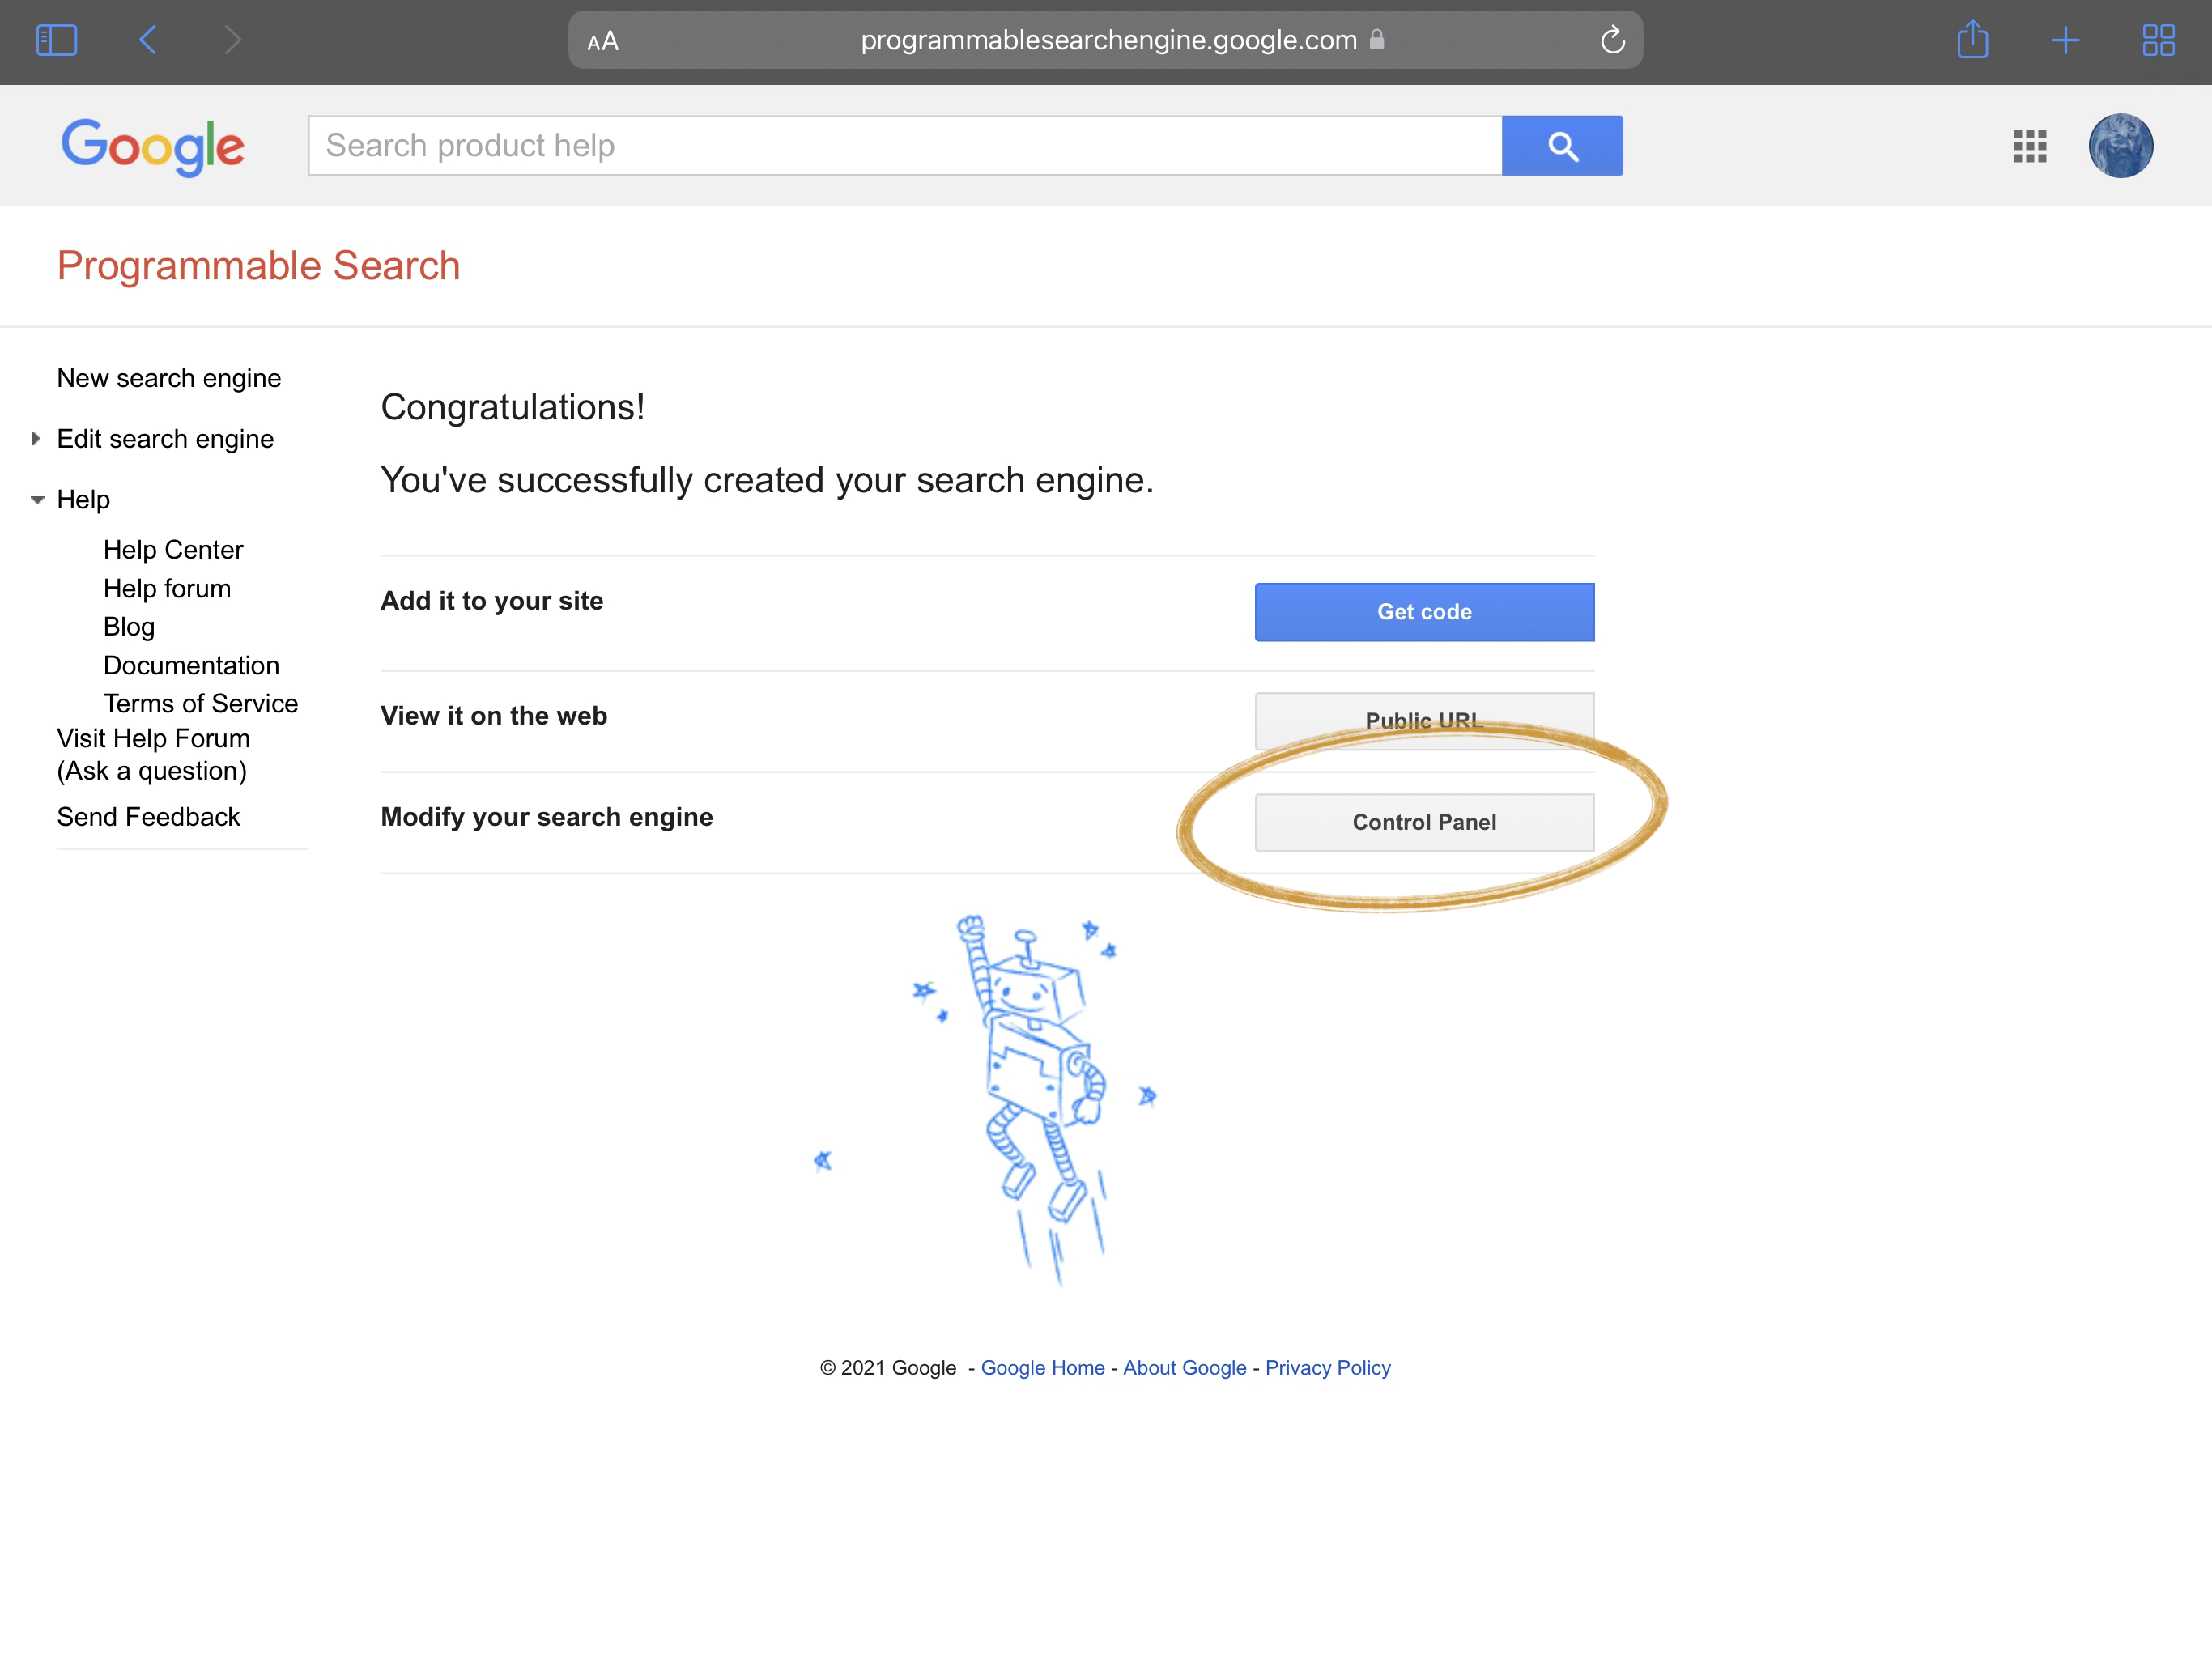 AA
programmablesearchengine.google.com
Google
Search product help
Programmable Search
New search engine
Edit search engine
Help
Help Center
Help forum
Blog
Documentation
Terms of Service
Visit Help Forum
(Ask a question)
Send Feedback
Congratulations!
You've successfully created your search engine.
Add it to your site
Get code
View it on the web
Public URL
Modify your search engine
Control Panel
© 2021 Google - Google Home - About Google - Privacy Policy